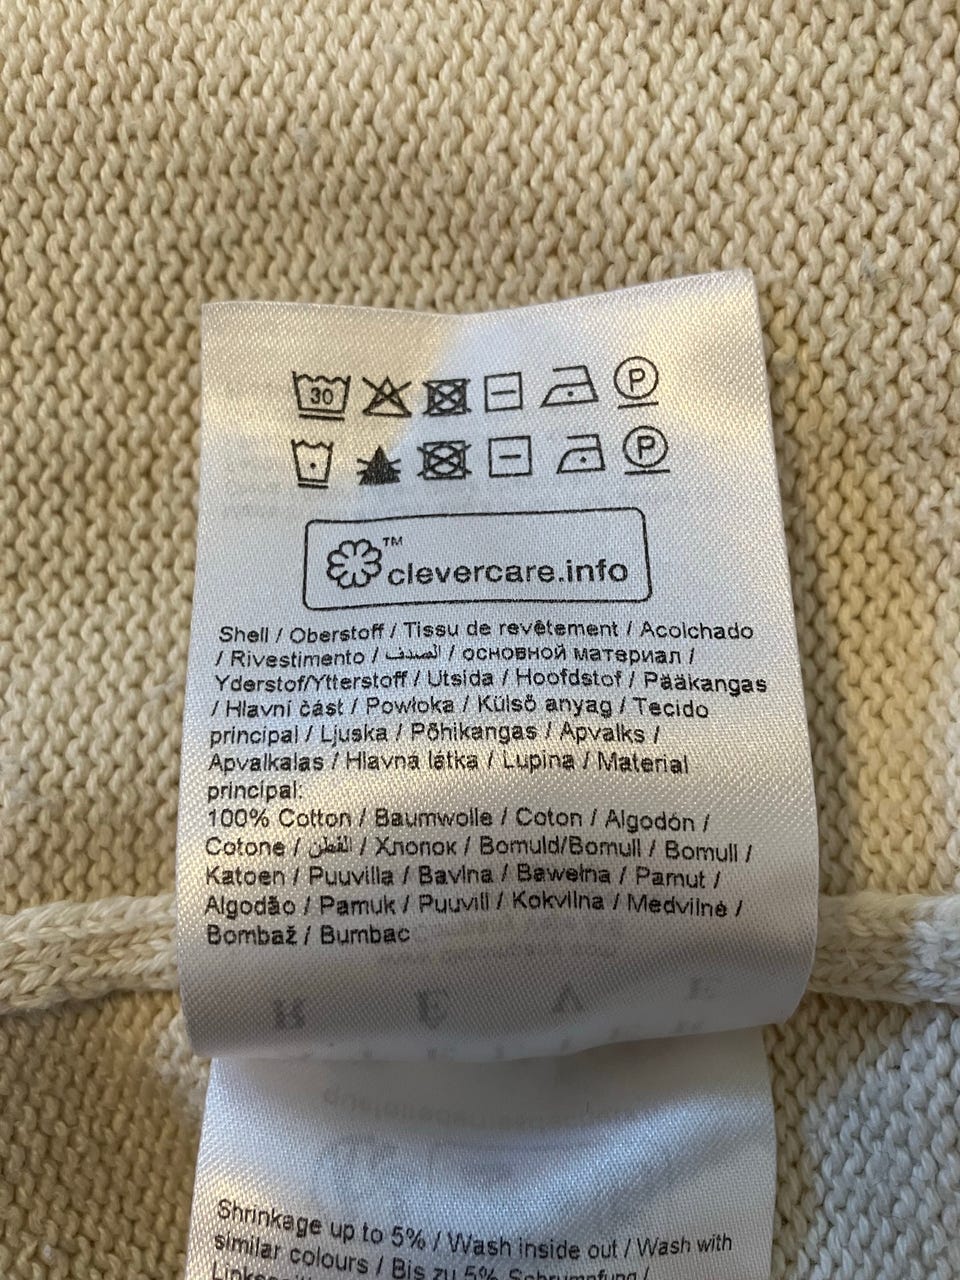 30 P
P
TM
clevercare.info
Shell / Oberstoff / Tissu de revêtement / Acolchado
/ Rivestimento / الصدف / основной материал /
Yderstof/Ytterstoff / Utsida / Hoofdstof / Pääkangas
/ Hlavní část / Powłoka / Külső anyag / Tecido
principal / Ljuska / Põhikangas / Apvalks /
Apvalkalas / Hlavná látka / Lupina / Material
principal:
100% Cotton / Baumwolle / Coton / Algodón /
Cotone / القطن / Хлопок / Bomuld/Bomull / Bomull /
Katoen / Puuvilla / Bavlna / Bawełna / Pamut /
Algodão / Pamuk / Puuvill / Kokvilna / Medvilnė /
Bombaž / Bumbac
Shrinkage up to 5% / Wash inside out / Wash with
similar colours / Bis zu 5% Schrumpfung /